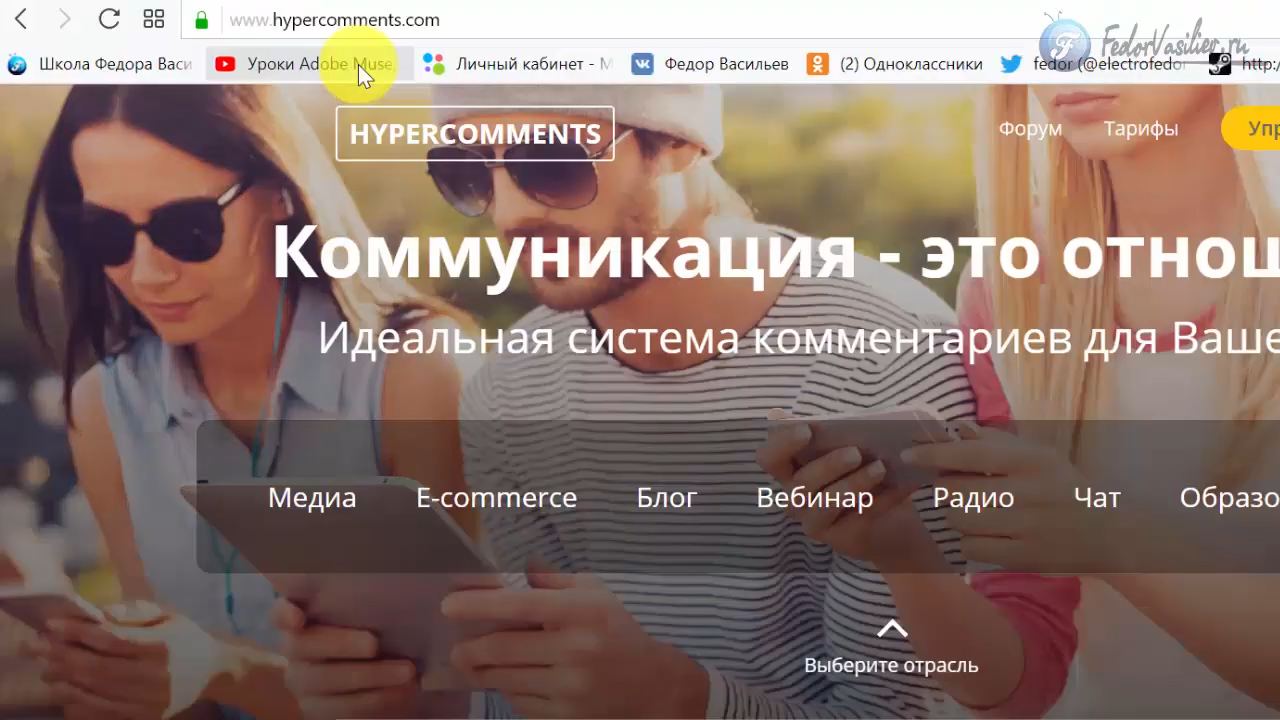 www.hypercomments.com
FedorVasiliev.ru
Школа Федора Васи
Уроки Adobe Muse,
Личный кабинет - М
Федор Васильев
(2) Одноклассники
fedor (@electrofedor
http:/
HYPERCOMMENTS
Форум
Тарифы
Упр
Коммуникация - это отнош
Идеальная система комментариев для Ваше
Медиа
E-commerce
Блог
Вебинар
Радио
Чат
Образо
Выберите отрасль